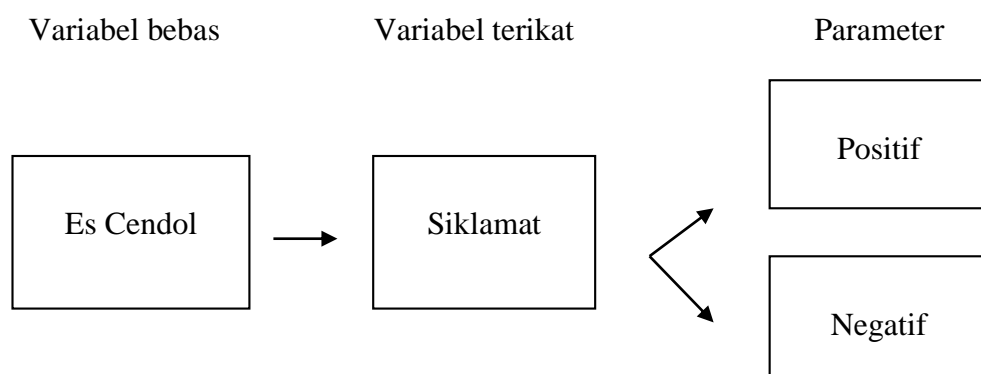 Variabel bebas Variabel terikat Parameter
Positif
Es Cendol Siklamat
Negatif